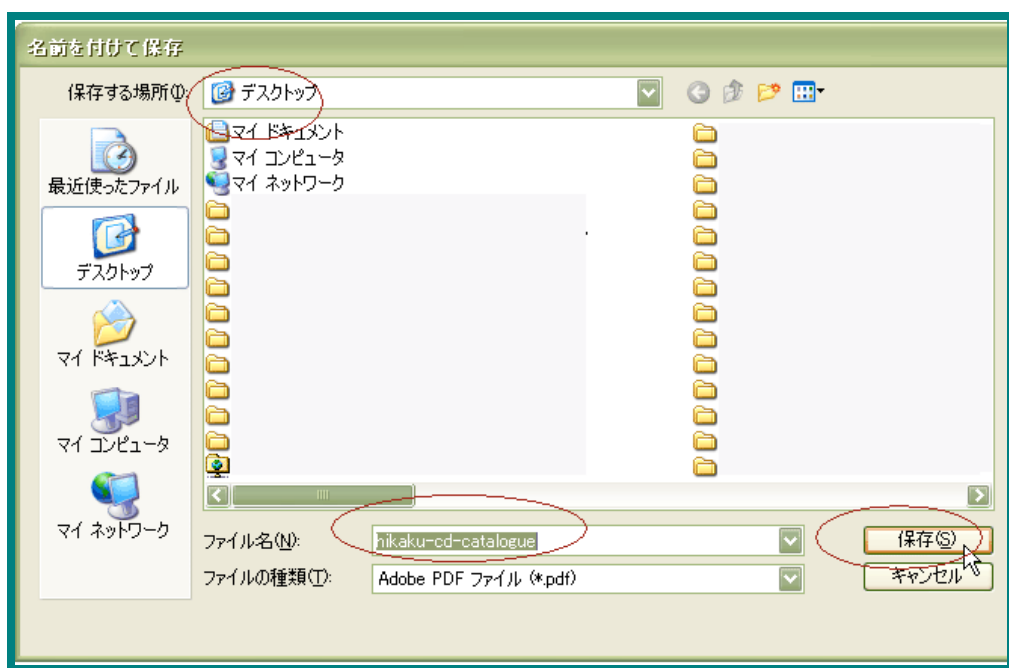 名前を付けて保存
保存する場所(I):
デスクトップ
最近使ったファイル
デスクトップ
マイ ドキュメント
マイ コンピュータ
マイ ネットワーク
マイ ドキュメント
マイ コンピュータ
マイ ネットワーク
ファイル名(N):
hikaku-cd-catalogue
保存(S)
ファイルの種類(T):
Adobe PDF ファイル (*.pdf)
キャンセル